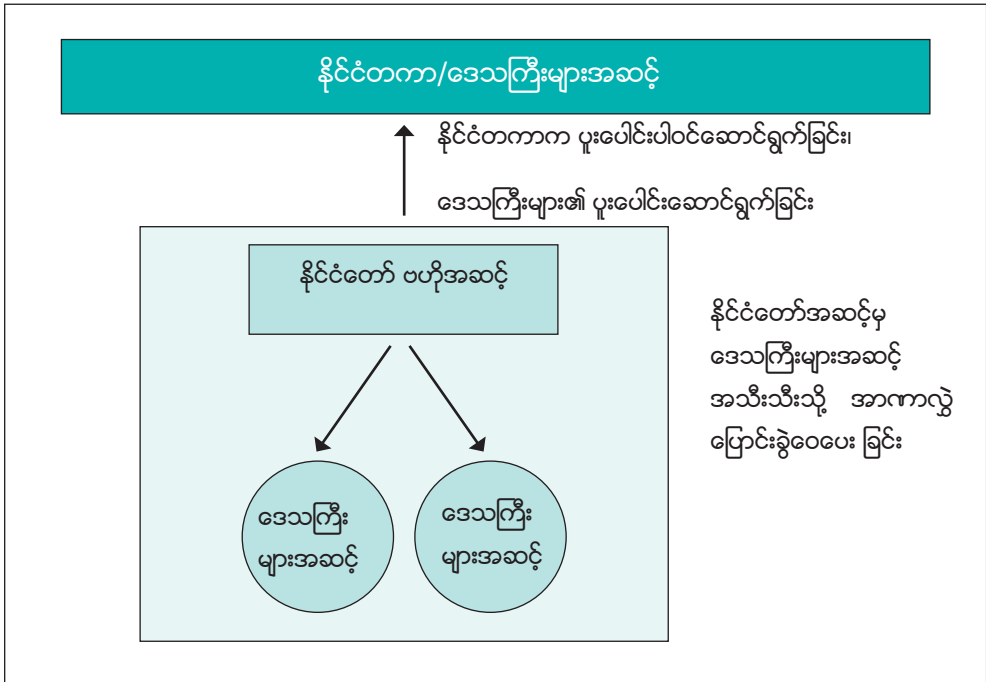 နိုင်ငံတကာ/ဒေသကြီးများအဆင့်
နိုင်ငံတကာက ပူးပေါင်းပါဝင်ဆောင်ရွက်ခြင်း၊
ဒေသကြီးများ၏ ပူးပေါင်းဆောင်ရွက်ခြင်း
နိုင်ငံတော် ဗဟိုအဆင့်
နိုင်ငံတော်အဆင့်မှ
ဒေသကြီးများအဆင့်
အသီးသီးသို့ အာဏာလွှဲ
ပြောင်းခွဲဝေပေး ခြင်း
ဒေသကြီး
များအဆင့်
ဒေသကြီး
များအဆင့်